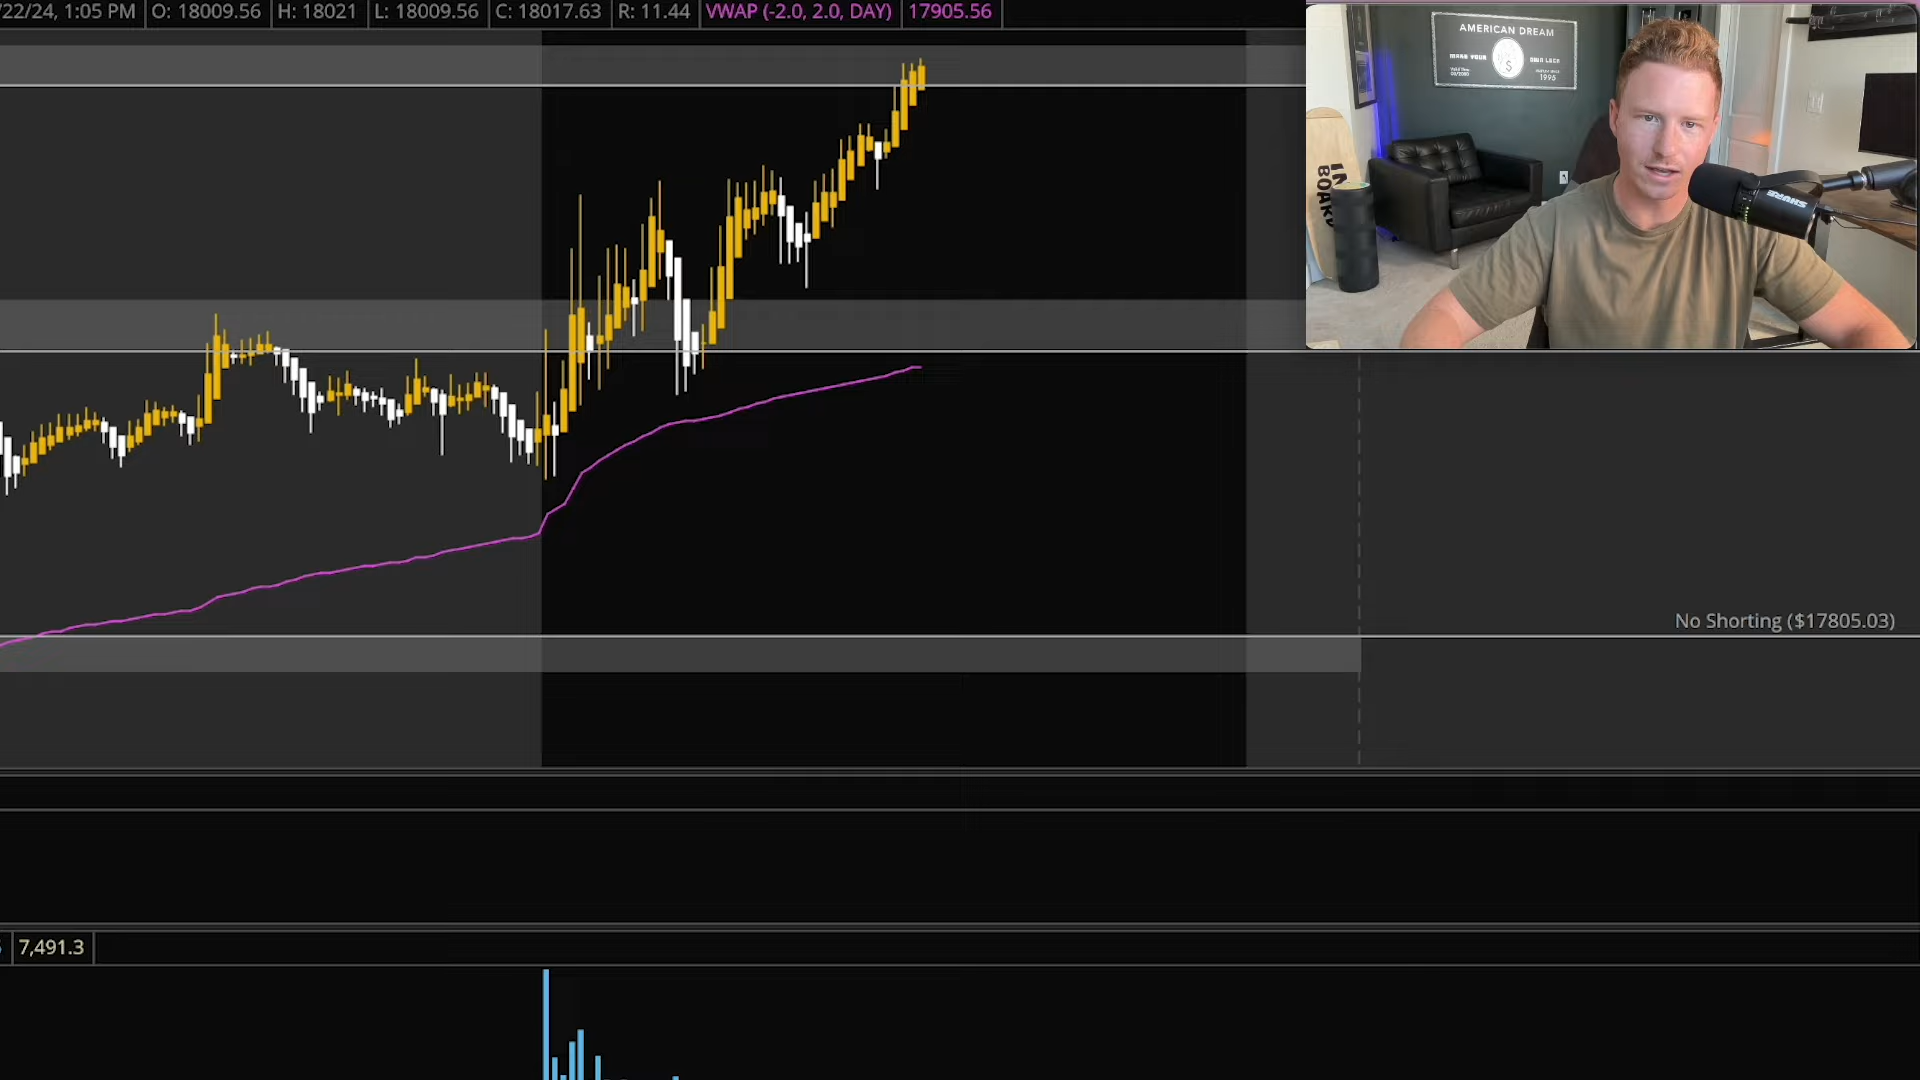 /22/24, 1:05 PM O: 18009.56 H: 18021 L: 18009.56 C: 18017.63 R: 11.44 VWAP (-2.0, 2.0, DAY) 17905.56
AMERICAN DREAM
MAKE YOUR OWN LUCK
1995
No Shorting ($17805.03)
7,491.3